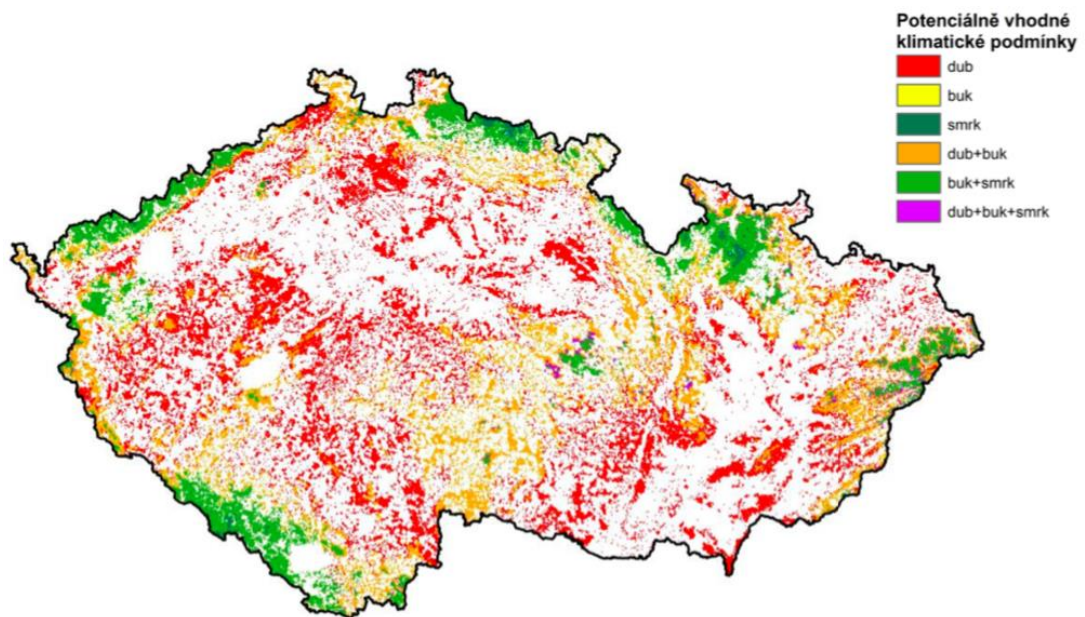 Potenciálně vhodné
klimatické podmínky
dub
buk
smrk
dub+buk
buk+smrk
dub+buk+smrk